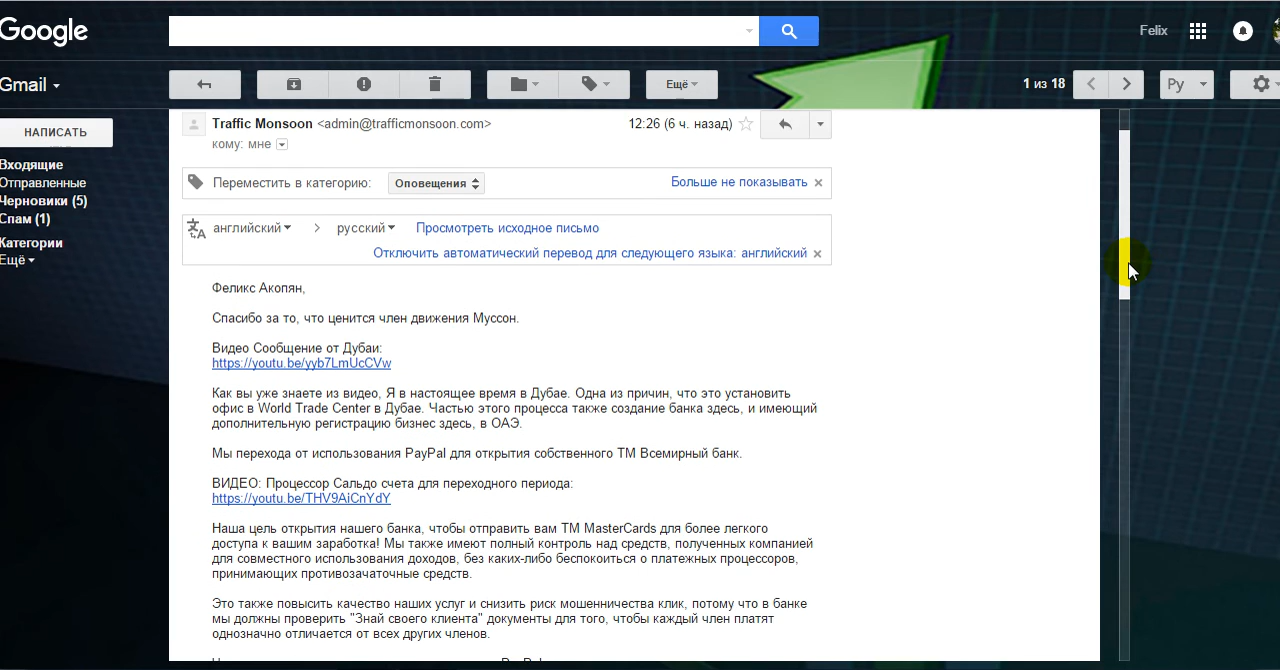 Google
Felix
Gmail
Ещё
1 из 18
Ру
НАПИСАТЬ
Входящие
Отправленные
Черновики (5)
Спам (1)
Категории
Ещё
Traffic Monsoon <admin@trafficmonsoon.com>
12:26 (6 ч. назад)
кому: мне
Переместить в категорию: Оповещения
Больше не показывать ×
английский > русский Просмотреть исходное письмо
Отключить автоматический перевод для следующего языка: английский ×
Феликс Акопян,
Спасибо за то, что ценится член движения Муссон.
Видео Сообщение от Дубаи:
https://youtu.be/yyb7LmUcCVw
Как вы уже знаете из видео, Я в настоящее время в Дубае. Одна из причин, что это установить
офис в World Trade Center в Дубае. Частью этого процесса также создание банка здесь, и имеющий
дополнительную регистрацию бизнес здесь, в ОАЭ.
Мы перехода от использования PayPal для открытия собственного ТМ Всемирный банк.
ВИДЕО: Процессор Сальдо счета для переходного периода:
https://youtu.be/THV9AiCnYdY
Наша цель открытия нашего банка, чтобы отправить вам ТМ MasterCards для более легкого
доступа к вашим заработка! Мы также имеют полный контроль над средств, полученных компанией
для совместного использования доходов, без каких-либо беспокоиться о платежных процессоров,
принимающих противозачаточные средств.
Это также повысить качество наших услуг и снизить риск мошенничества клик, потому что в банке
мы должны проверить "Знай своего клиента" документы для того, чтобы каждый член платят
однозначно отличается от всех других членов.